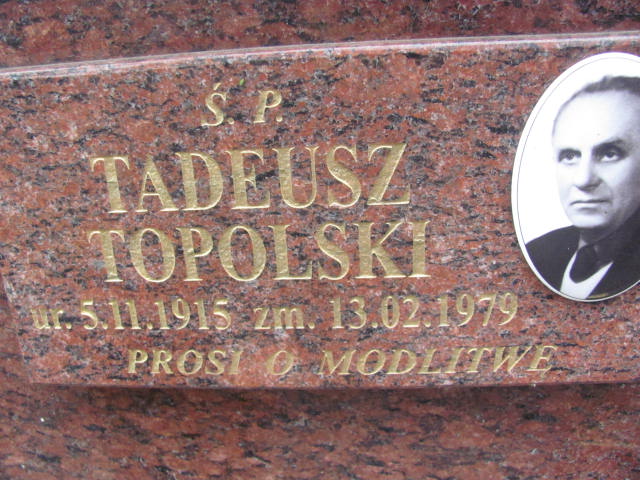 Ś. P.
TADEUSZ
TOPOLSKI
ur. 5.11.1915 zm. 13.02.1979
PROSI O MODLITWĘ